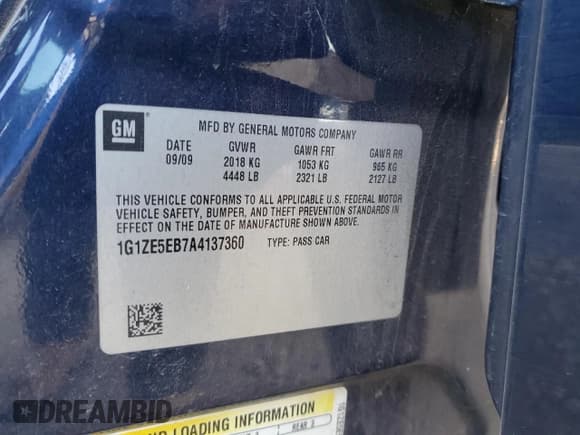 GM
MFD BY GENERAL MOTORS COMPANY
DATE GVWR GAWR FRT GAWR RR
09/09 2018 KG 1053 KG 965 KG
4448 LB 2321 LB 2127 LB
THIS VEHICLE CONFORMS TO ALL APPLICABLE U.S. FEDERAL MOTOR
VEHICLE SAFETY, BUMPER, AND THEFT PREVENTION STANDARDS IN
EFFECT ON THE DATE OF MANUFACTURE SHOWN ABOVE.
1G1ZE5EB7A4137360 TYPE: PASS CAR
LOADING INFORMATION
REAR
DREAMBID